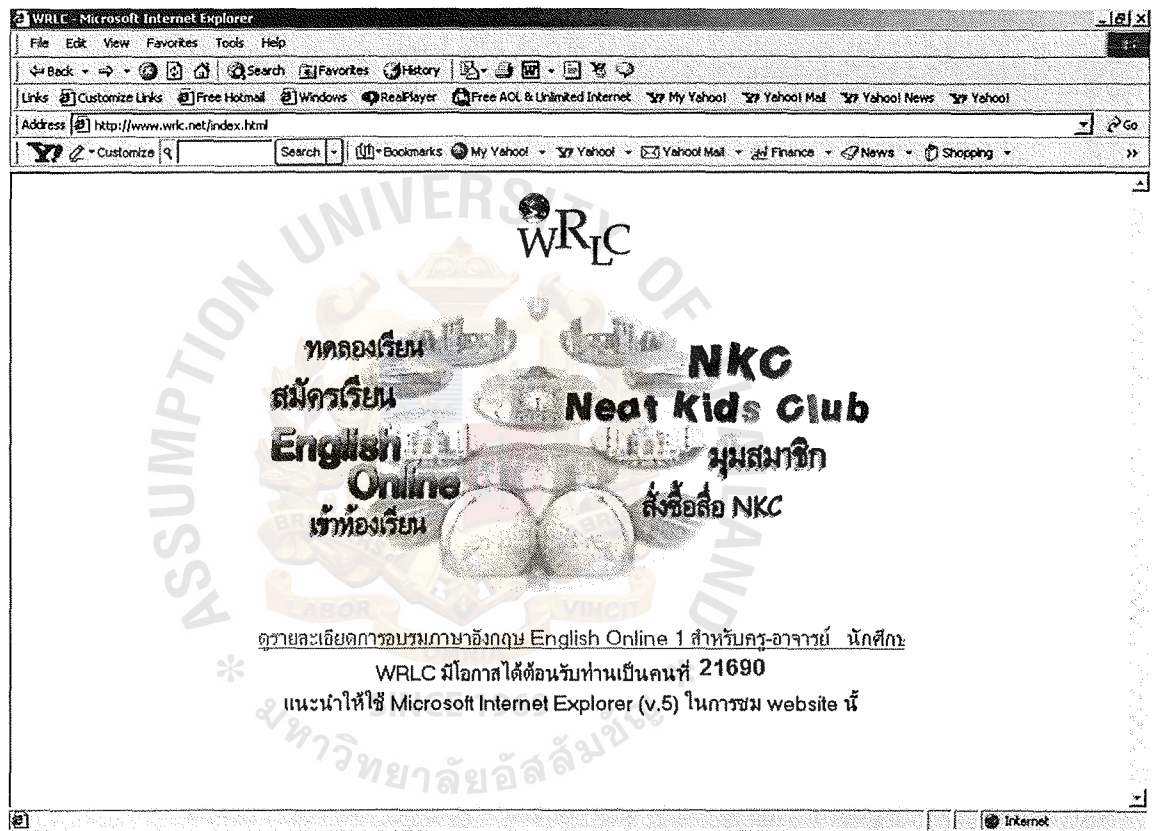 WRLC - Microsoft Internet Explorer
File Edit View Favorites Tools Help
Back Search Favorites History
Links Customize Links Free Hotmail Windows RealPlayer Free AOL & Unlimited Internet My Yahoo! Yahoo! Mail Yahoo! News Yahoo!
Address http://www.wrlc.net/index.html Go
Y? Customize Search Bookmarks My Yahoo! Yahoo! Yahoo! Mail Finance News Shopping »
WRLC
ทดลองเรียน
สมัครเรียน
English
Online
เข้าห้องเรียน
NKC
Neat Kids Club
มุมสมาชิก
สั่งซื้อสื่อ NKC
ดูรายละเอียดการอบรมภาษาอังกฤษ English Online 1 สำหรับครู-อาจารย์ นักศึกษ
WRLC มีโอกาสได้ต้อนรับท่านเป็นคนที่ 21690
แนะนำให้ใช้ Microsoft Internet Explorer (v.5) ในการชม website นี้
Internet
ASSUMPTION UNIVERSITY OF THAILAND
LABOR
VINCIT
OMNIA
SINCE 1969
มหาวิทยาลัยอัสสัมชัญ